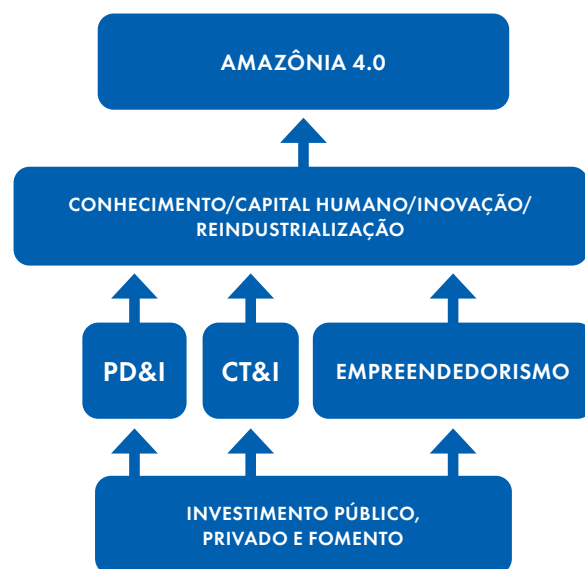 AMAZÔNIA 4.0
CONHECIMENTO/CAPITAL HUMANO/INOVAÇÃO/
REINDUSTRIALIZAÇÃO
PD&I
CT&I
EMPREENDEDORISMO
INVESTIMENTO PÚBLICO,
PRIVADO E FOMENTO